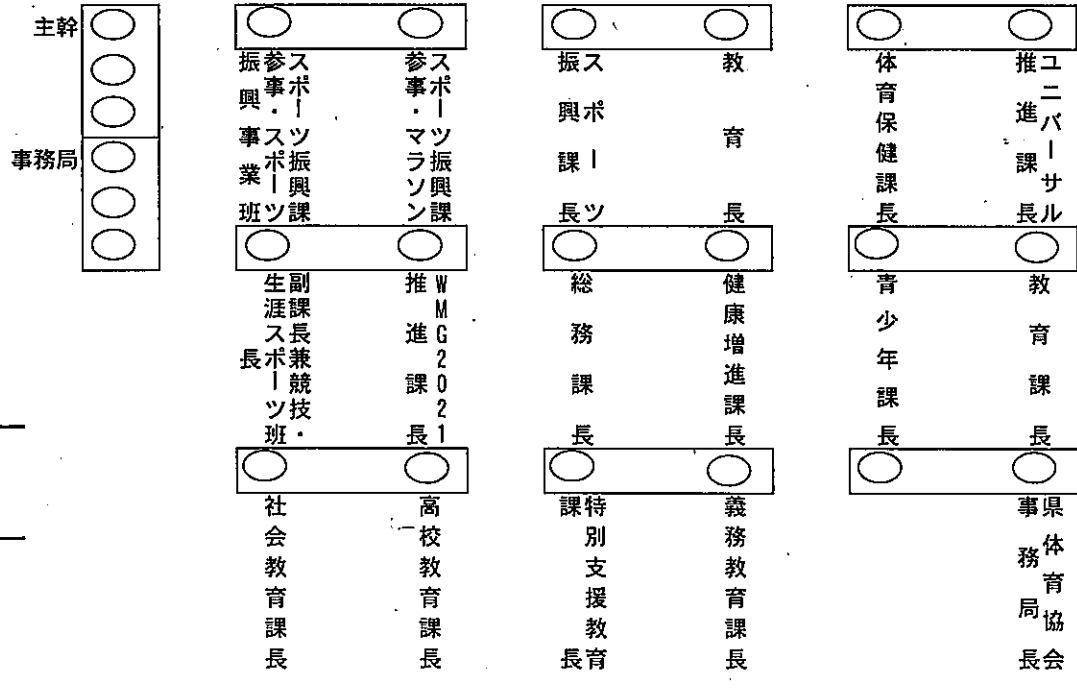 主幹
事務局
ユニバーサル
推進課長
体育保健課長
教育長
スポーツ
振興課長
スポーツ振興課
参事・マラソン
スポーツ振興課
参事・スポーツ
振興事業班
教育課長
青少年課長
健康増進課長
総務課長
WMG2021
推進課長
副課長兼競技・
生涯スポーツ班
長
県体育協会
事務局長
義務教育課長
特別支援教育
課長
高校教育課長
社会教育課長